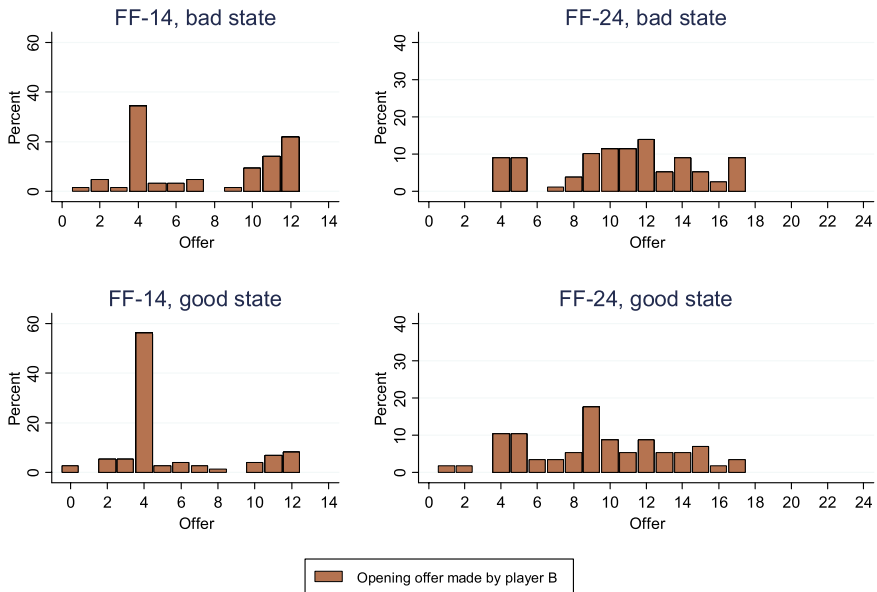 FF-14, bad state
Percent
60
40
20
0
0 2 4 6 8 10 12 14
Offer
FF-24, bad state
Percent
40
30
20
10
0
0 2 4 6 8 10 12 14 16 18 20 22 24
Offer
FF-14, good state
Percent
60
40
20
0
0 2 4 6 8 10 12 14
Offer
FF-24, good state
Percent
40
30
20
10
0
0 2 4 6 8 10 12 14 16 18 20 22 24
Offer
Opening offer made by player B